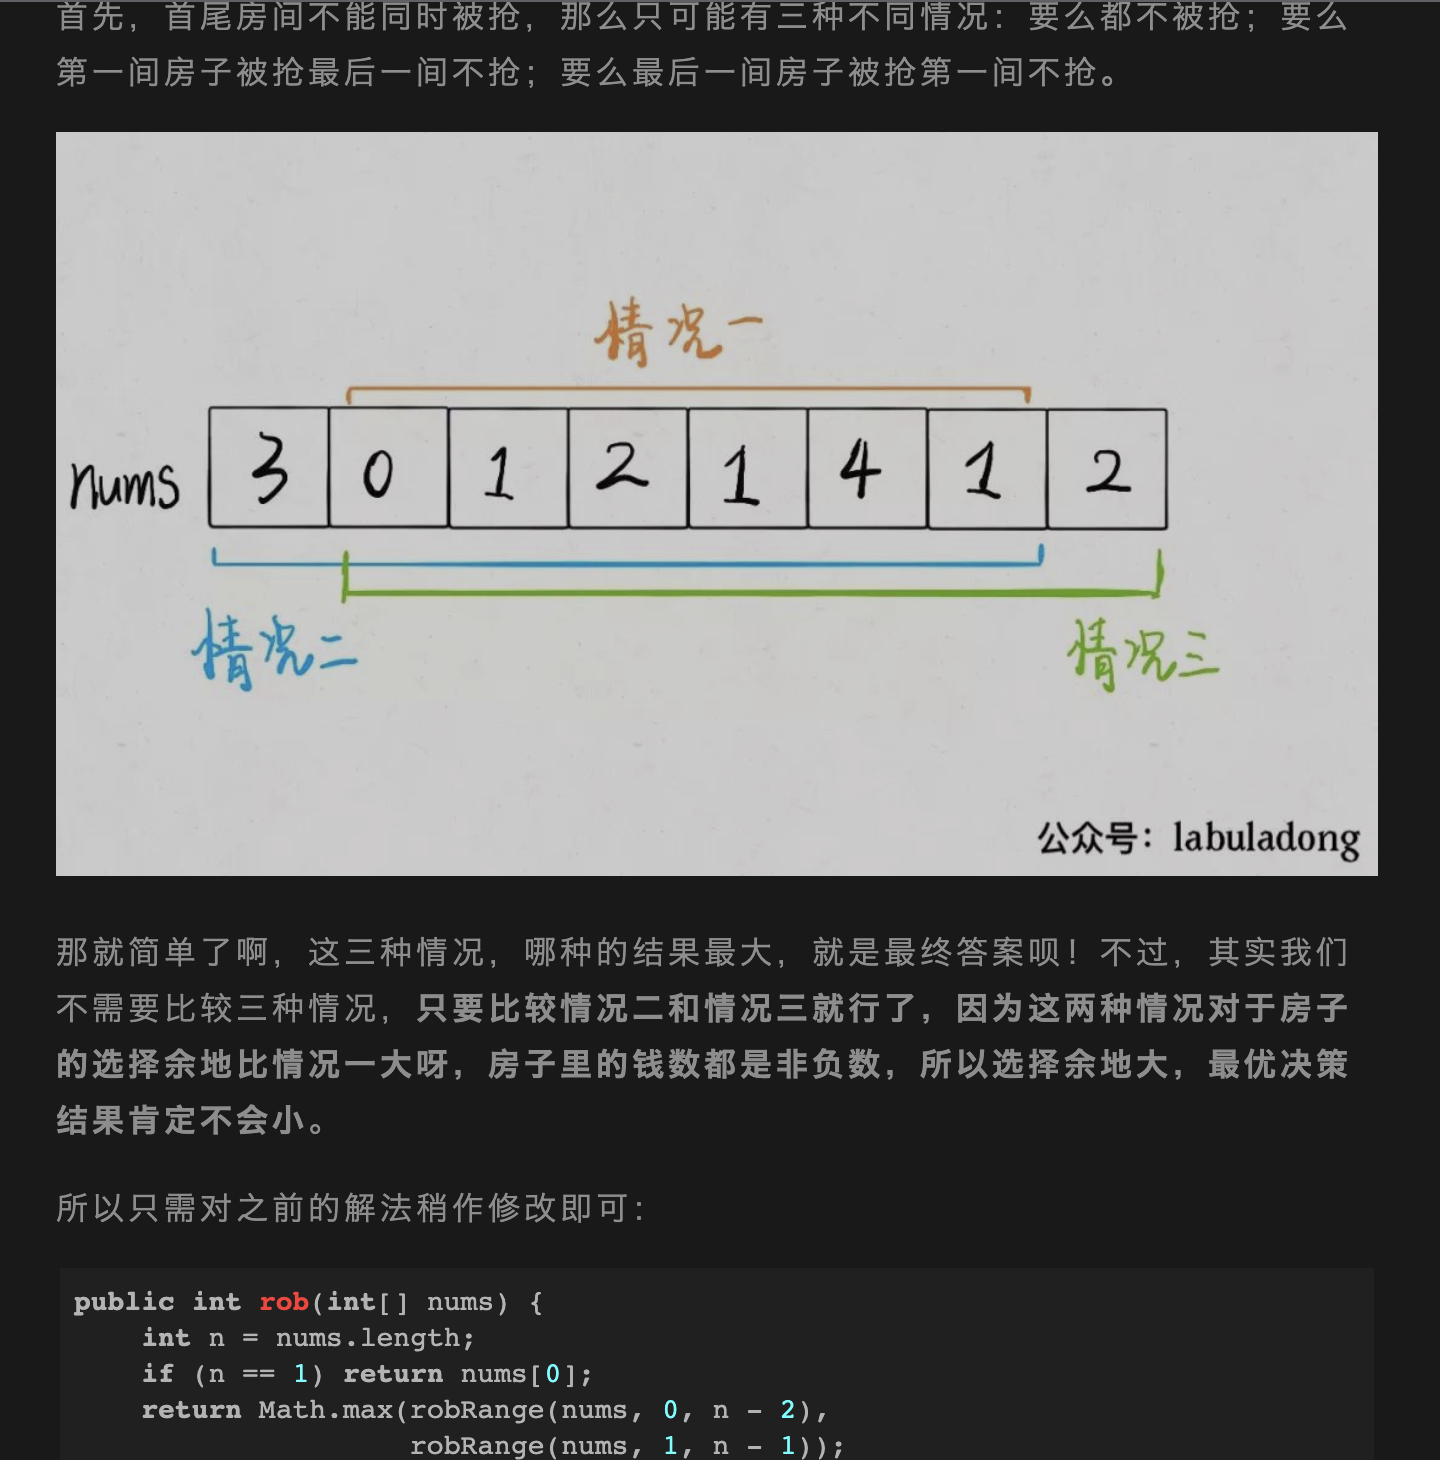 首先，首尾房间不能同时被抢，那么只可能有三种不同情况：要么都不被抢；要么
第一间房子被抢最后一间不抢；要么最后一间房子被抢第一间不抢。
情况一
nums 3 0 1 2 1 4 1 2
情况二 情况三
公众号：labuladong
那就简单了啊，这三种情况，哪种的结果最大，就是最终答案呗！不过，其实我们
不需要比较三种情况，只要比较情况二和情况三就行了，因为这两种情况对于房子
的选择余地比情况一大呀，房子里的钱数都是非负数，所以选择余地大，最优决策
结果肯定不会小。
所以只需对之前的解法稍作修改即可：
public int rob(int[] nums) {
    int n = nums.length;
    if (n == 1) return nums[0];
    return Math.max(robRange(nums, 0, n - 2),
                    robRange(nums, 1, n - 1));